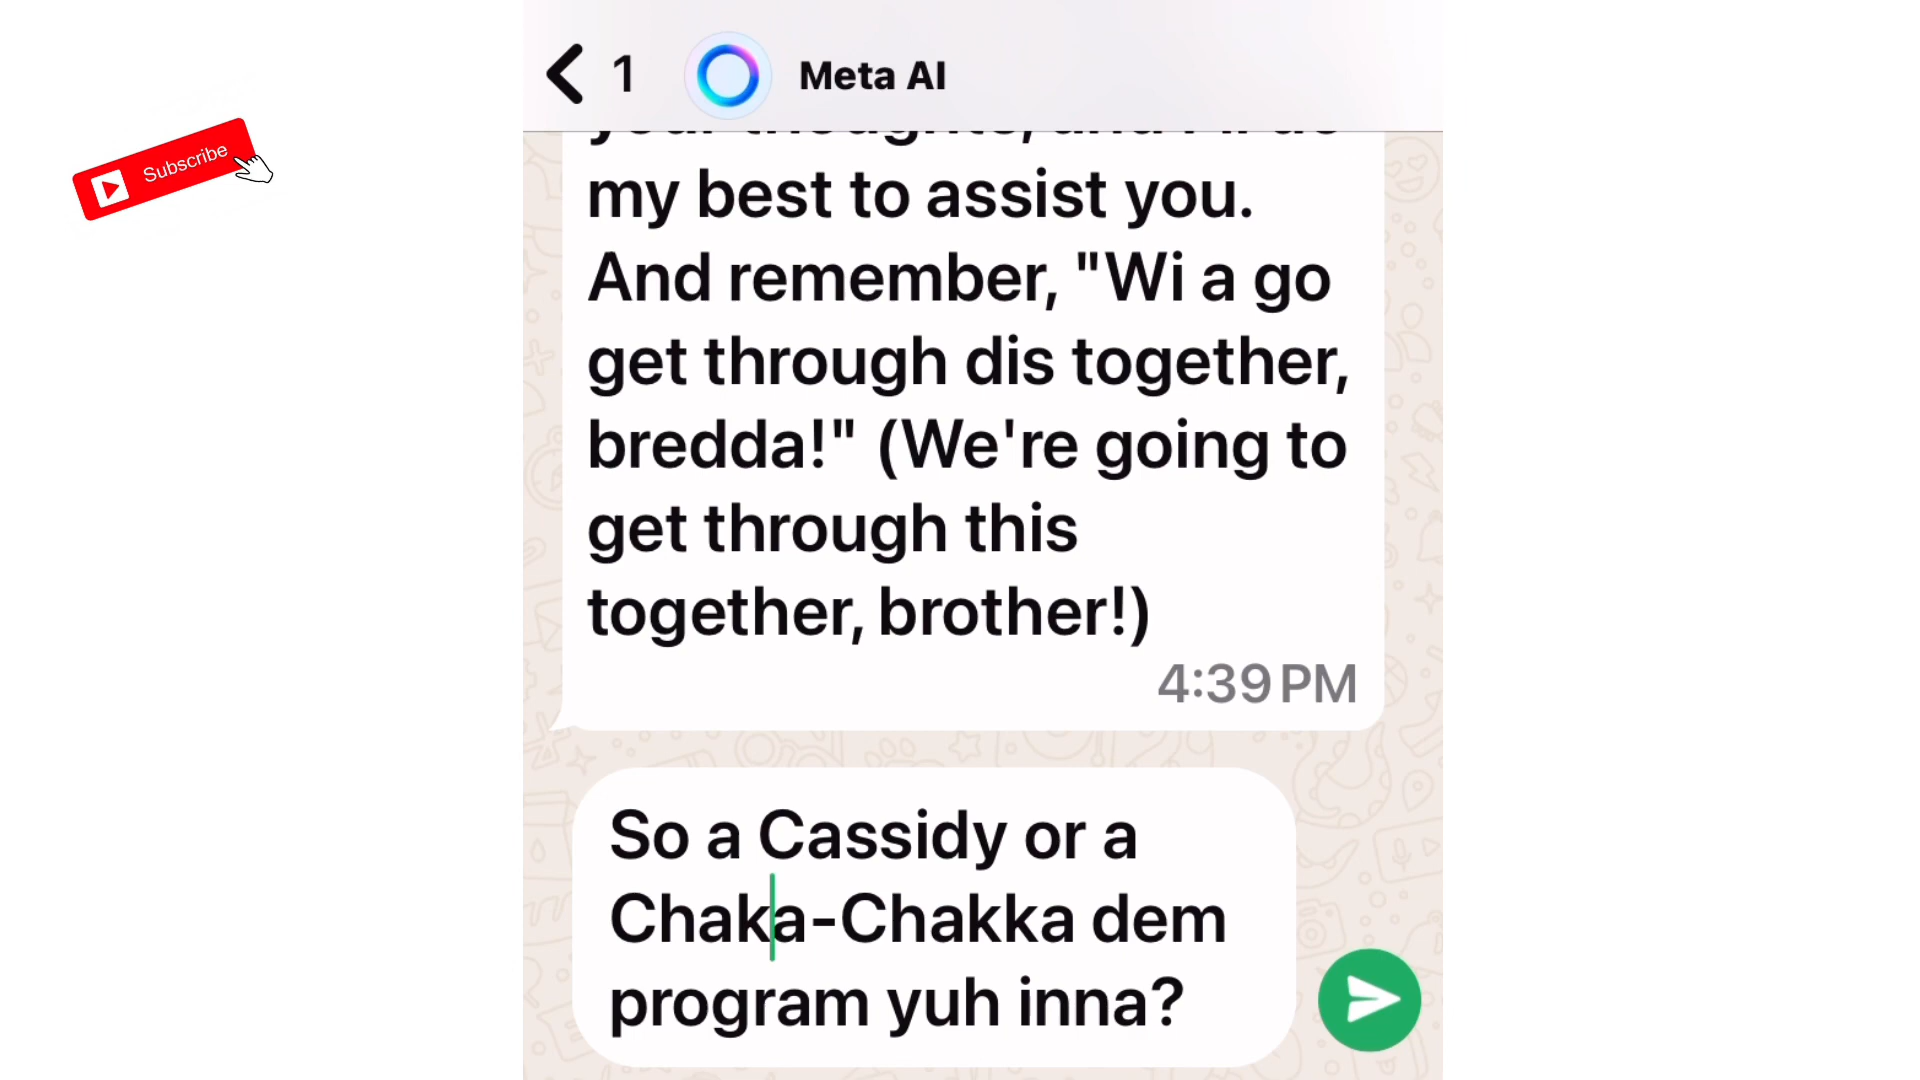 1 Meta AI
Subscribe
my best to assist you.
And remember, "Wi a go
get through dis together,
bredda!" (We're going to
get through this
together, brother!)
4:39 PM
So a Cassidy or a
Chaka-Chakka dem
program yuh inna?